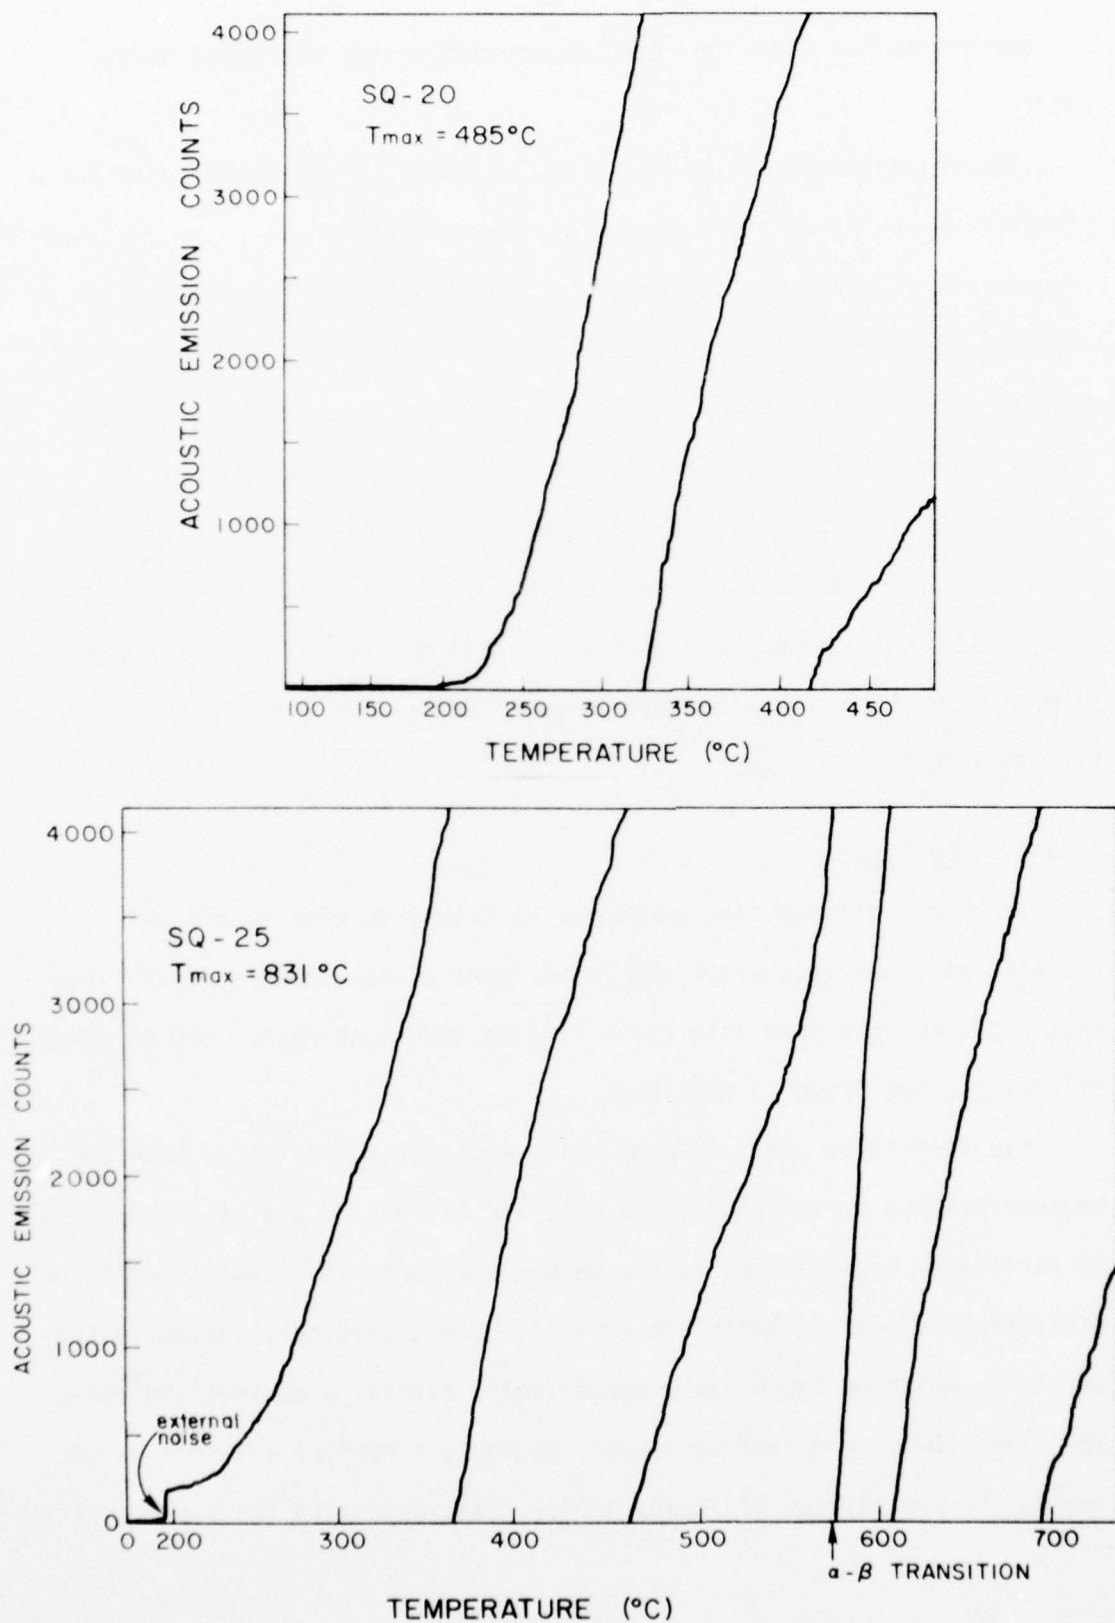 4000
3000
2000
1000
ACOUSTIC EMISSION COUNTS
SQ-20
Tmax = 485°C
100 150 200 250 300 350 400 450
TEMPERATURE (°C)
4000
3000
2000
1000
0
ACOUSTIC EMISSION COUNTS
SQ-25
Tmax = 831°C
external
noise
0 200 300 400 500 600 700
α-β TRANSITION
TEMPERATURE (°C)